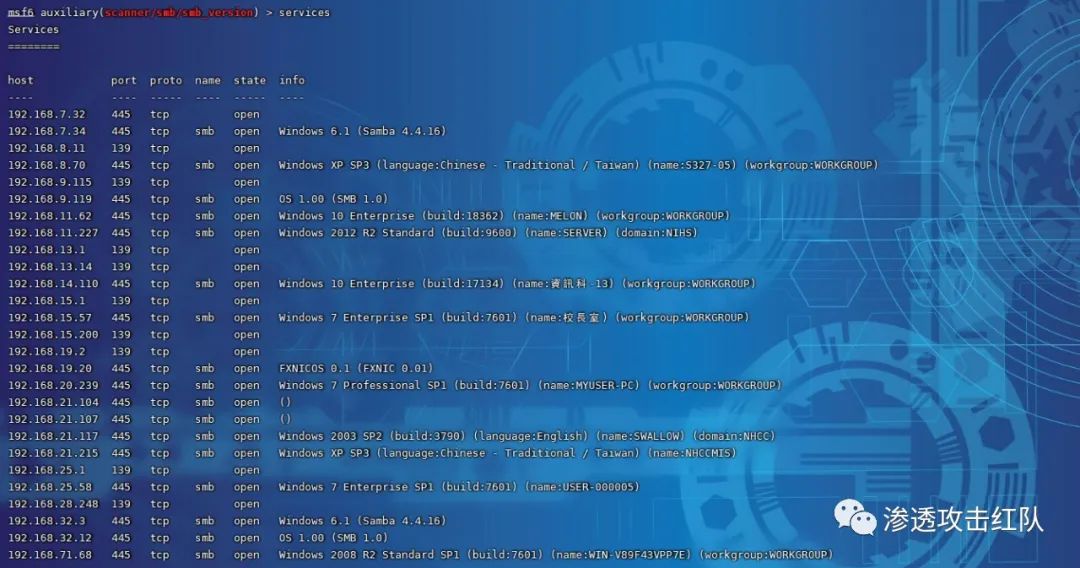 msf6 auxiliary(scanner/smb/smb_version) > services
Services
========
host port proto name state info
---- ---- ----- ---- ----- ----
192.168.7.32 445 tcp open
192.168.7.34 445 tcp smb open Windows 6.1 (Samba 4.4.16)
192.168.8.11 139 tcp open
192.168.8.70 445 tcp smb open Windows XP SP3 (language:Chinese - Traditional / Taiwan) (name:S327-05) (workgroup:WORKGROUP)
192.168.9.115 139 tcp open
192.168.9.119 445 tcp smb open OS 1.00 (SMB 1.0)
192.168.11.62 445 tcp smb open Windows 10 Enterprise (build:18362) (name:MELON) (workgroup:WORKGROUP)
192.168.11.227 445 tcp smb open Windows 2012 R2 Standard (build:9600) (name:SERVER) (domain:NIHS)
192.168.13.1 139 tcp open
192.168.13.14 139 tcp open
192.168.14.110 445 tcp smb open Windows 10 Enterprise (build:17134) (name:資訊科-13) (workgroup:WORKGROUP)
192.168.15.1 139 tcp open
192.168.15.57 445 tcp smb open Windows 7 Enterprise SP1 (build:7601) (name:校長室) (workgroup:WORKGROUP)
192.168.15.200 139 tcp open
192.168.19.2 139 tcp open
192.168.19.20 445 tcp smb open FXNICOS 0.1 (FXNIC 0.01)
192.168.20.239 445 tcp smb open Windows 7 Professional SP1 (build:7601) (name:MYUSER-PC) (workgroup:WORKGROUP)
192.168.21.104 445 tcp smb open ()
192.168.21.107 445 tcp smb open ()
192.168.21.117 445 tcp smb open Windows 2003 SP2 (build:3790) (language:English) (name:SWALLOW) (domain:NHCC)
192.168.21.215 445 tcp smb open Windows XP SP3 (language:Chinese - Traditional / Taiwan) (name:NHCCMIS)
192.168.25.1 139 tcp open
192.168.25.58 445 tcp smb open Windows 7 Enterprise SP1 (build:7601) (name:USER-000005)
192.168.28.248 139 tcp open
192.168.32.3 445 tcp smb open Windows 6.1 (Samba 4.4.16)
192.168.32.12 445 tcp smb open OS 1.00 (SMB 1.0)
192.168.71.68 445 tcp smb open Windows 2008 R2 Standard SP1 (build:7601) (name:WIN-V89F43VPP7E) (workgroup:WORKGROUP)
渗透攻击红队